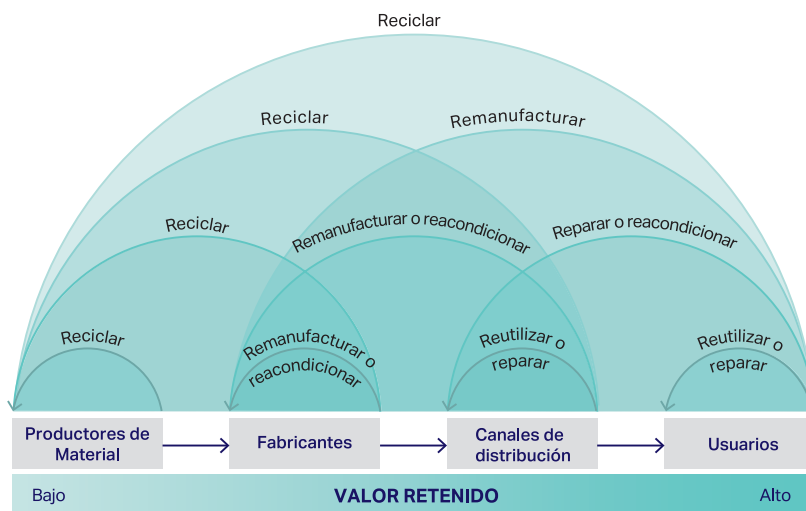 Reciclar
Reciclar
Remanufacturar
Reciclar
Remanufacturar o reacondicionar
Reparar o reacondicionar
Reciclar
Remanufacturar o
reacondicionar
Reutilizar o
reparar
Reutilizar o
reparar
Productores de
Material
Fabricantes
Canales de
distribución
Usuarios
Bajo
VALOR RETENIDO
Alto